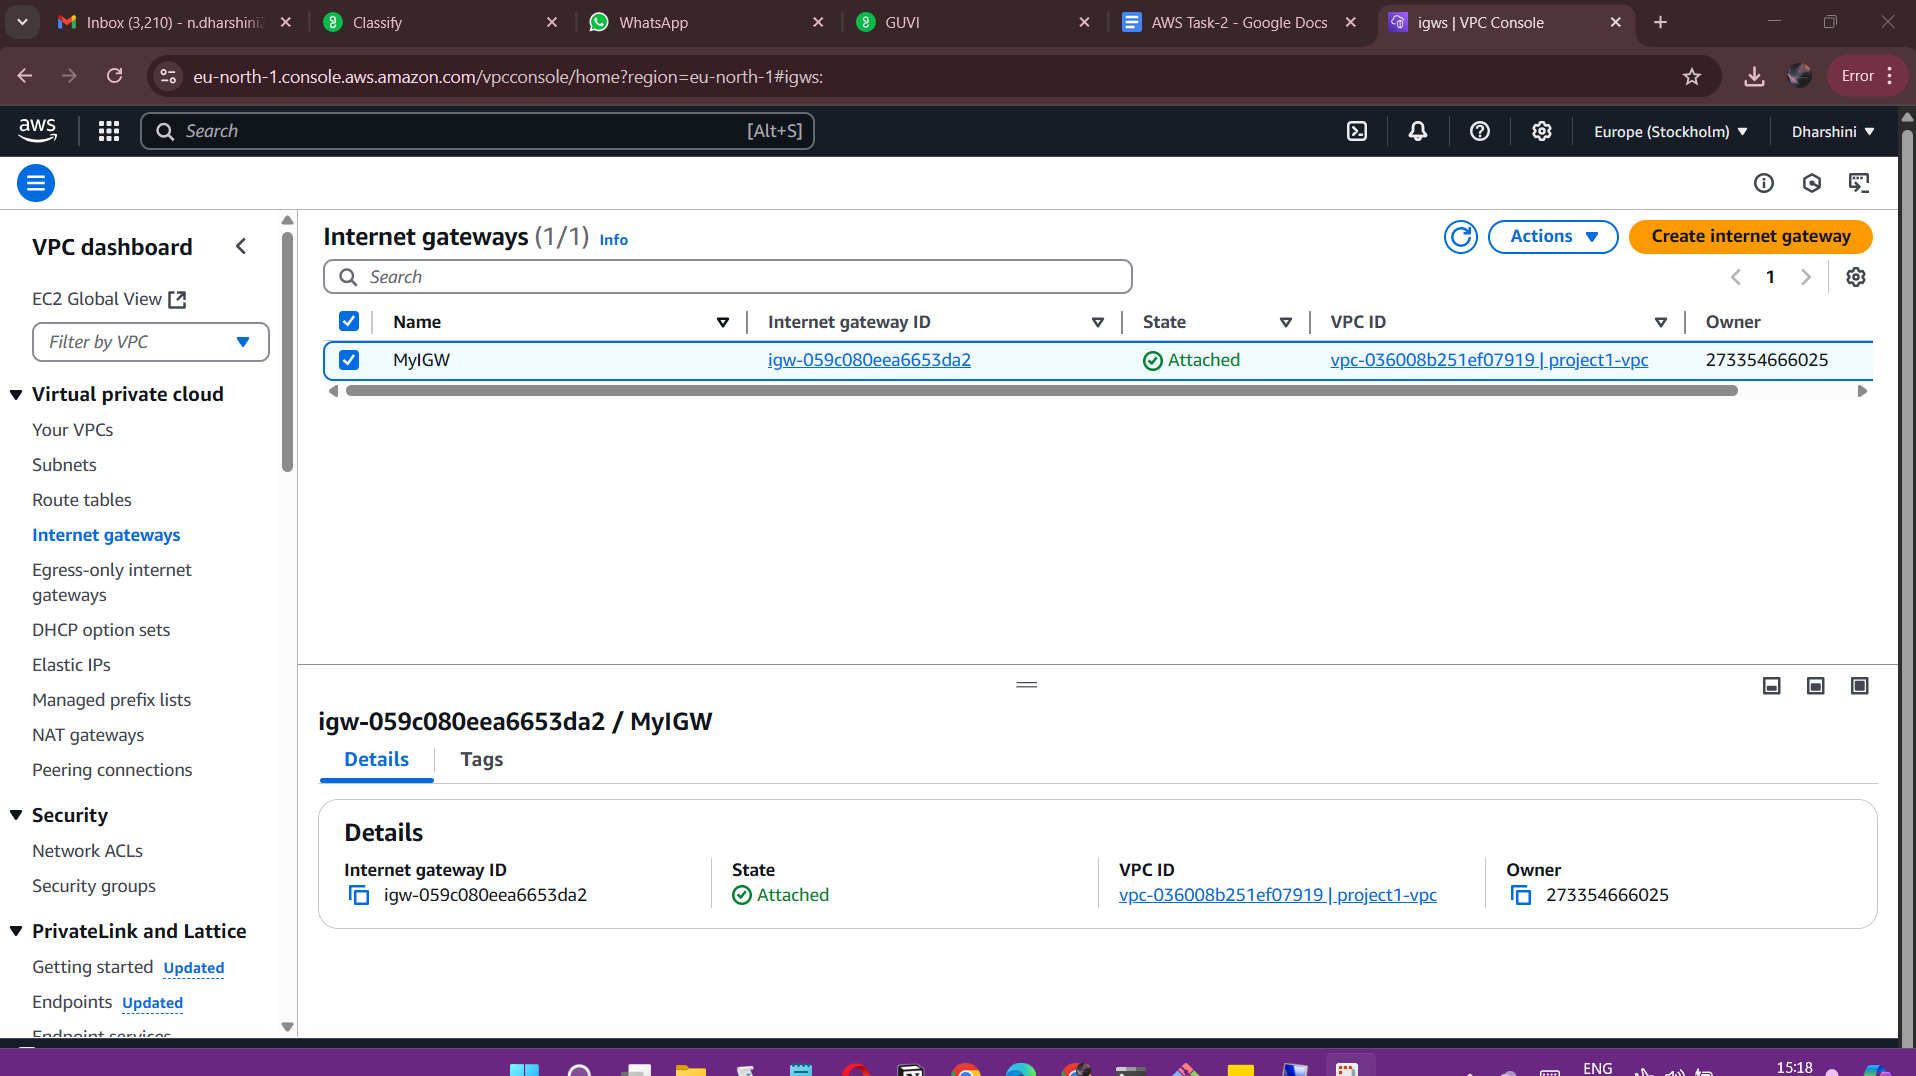 Inbox (3,210) - n.dharshini2
Classify
WhatsApp
GUVI
AWS Task-2 - Google Docs
igws | VPC Console
eu-north-1.console.aws.amazon.com/vpcconsole/home?region=eu-north-1#igws:
Error
aws
Search
[Alt+S]
Europe (Stockholm)
Dharshini
VPC dashboard
EC2 Global View
Filter by VPC
Virtual private cloud
Your VPCs
Subnets
Route tables
Internet gateways
Egress-only internet
gateways
DHCP option sets
Elastic IPs
Managed prefix lists
NAT gateways
Peering connections
Security
Network ACLs
Security groups
PrivateLink and Lattice
Getting started Updated
Endpoints Updated
Endpoint services
Internet gateways (1/1) Info
Actions
Create internet gateway
Search
1
Name Internet gateway ID State VPC ID Owner
MyIGW igw-059c080eea6653da2 Attached vpc-036008b251ef07919 | project1-vpc 273354666025
igw-059c080eea6653da2 / MyIGW
Details Tags
Details
Internet gateway ID State VPC ID Owner
igw-059c080eea6653da2 Attached vpc-036008b251ef07919 | project1-vpc 273354666025
ENG
15:18